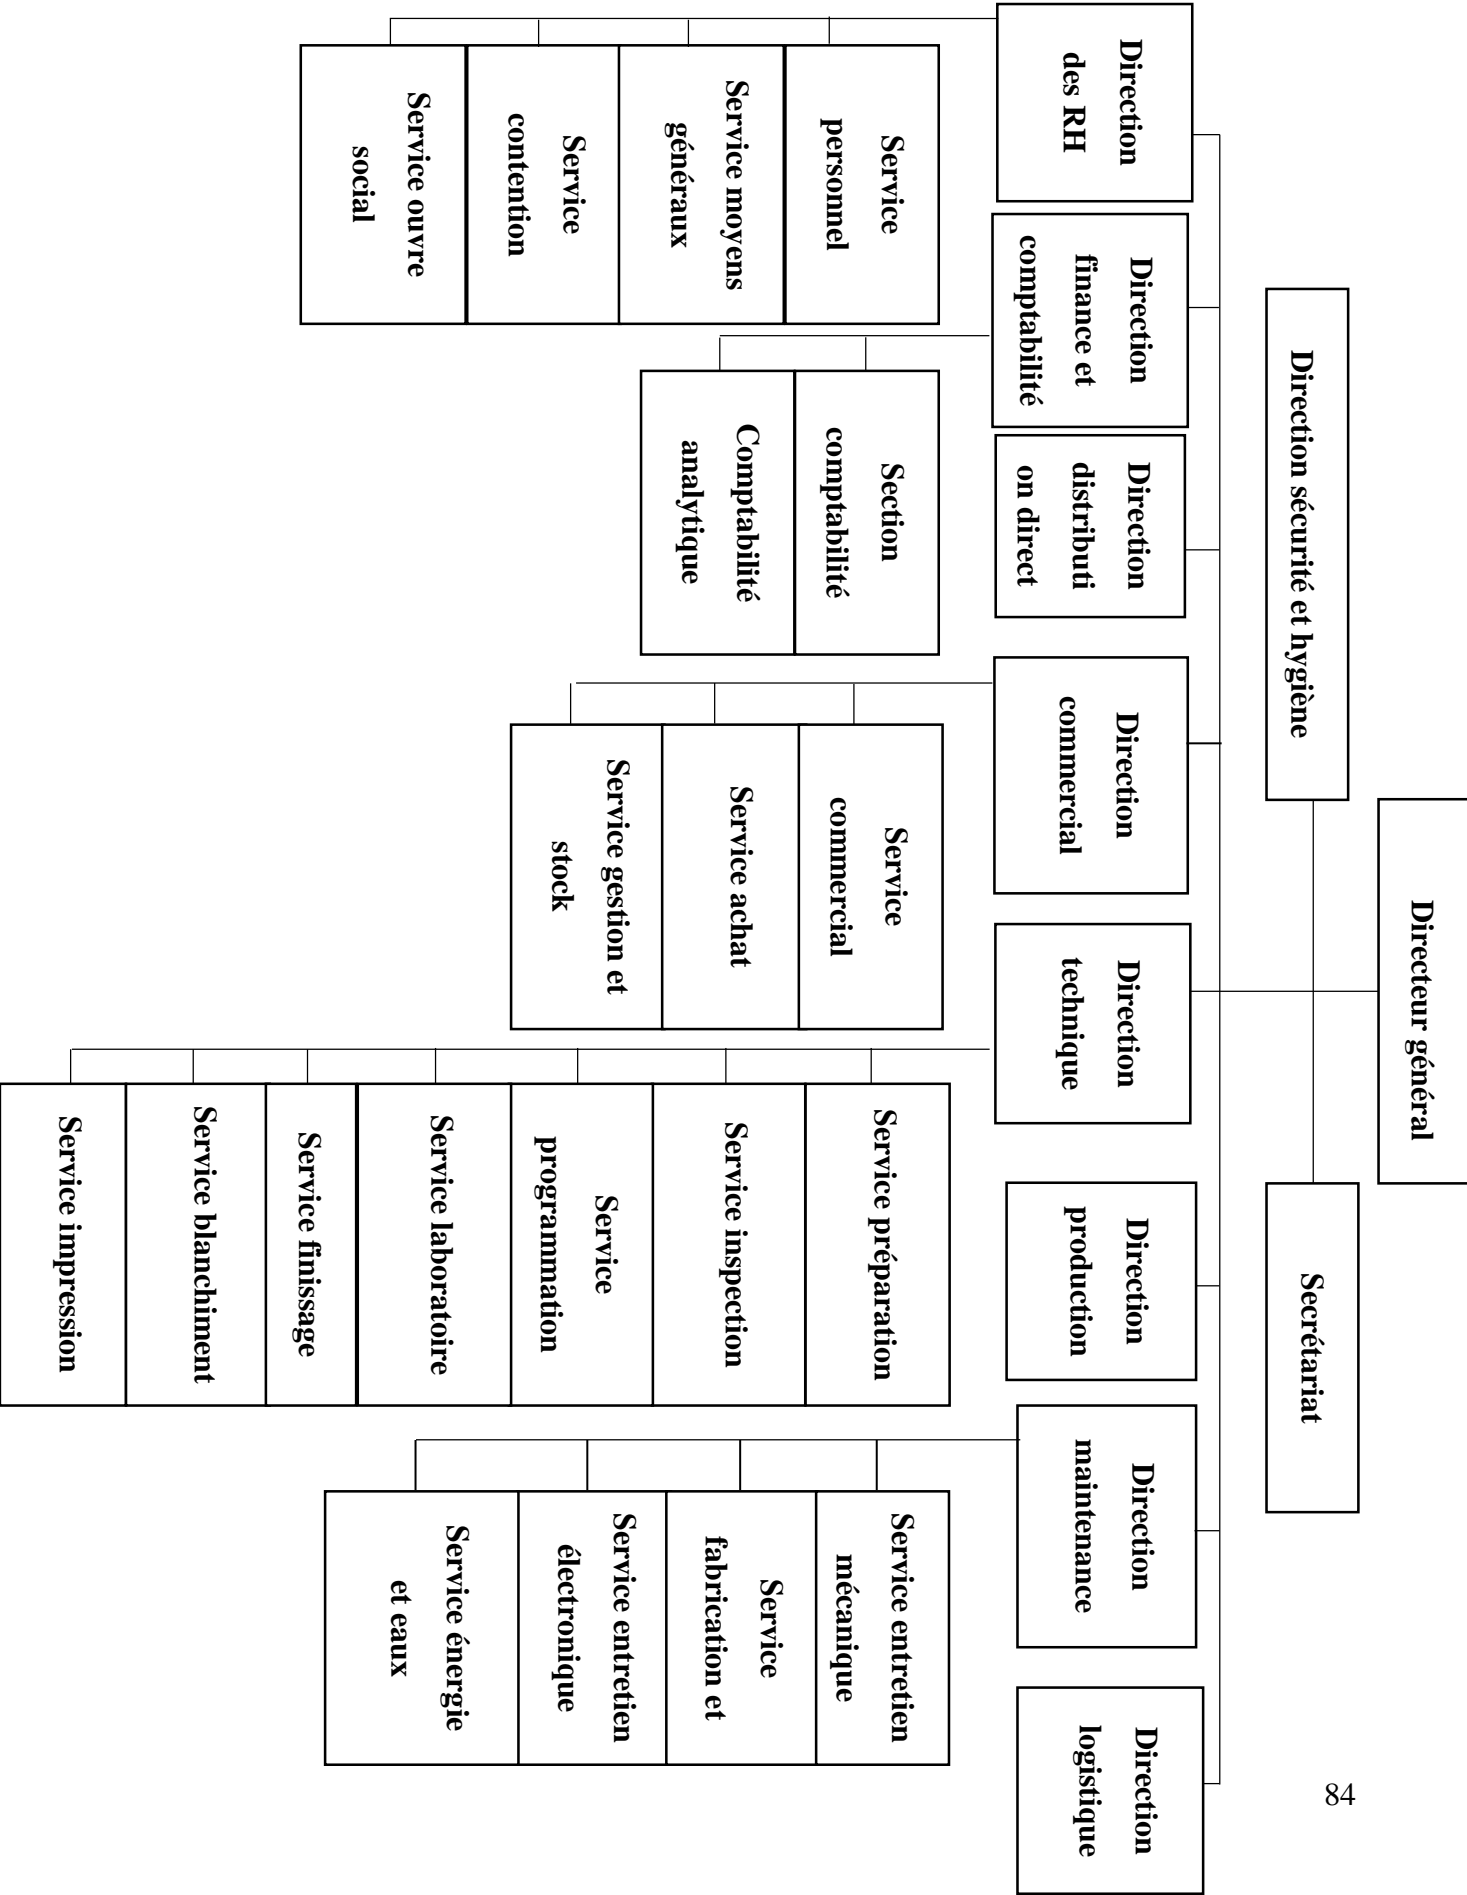 Directeur général
Direction sécurité et hygiène
Secrétariat
Direction
des RH
Direction
finance et
comptabilité
Direction
distributi
on direct
Direction
commercial
Direction
technique
Direction
production
Direction
maintenance
Direction
logistique
Service
personnel
Service moyens
généraux
Service
contention
Service ouvre
social
Section
comptabilité
Comptabilité
analytique
Service
commercial
Service achat
Service gestion et
stock
Service préparation
Service inspection
Service
programmation
Service laboratoire
Service finissage
Service blanchiment
Service impression
Service entretien
mécanique
Service
fabrication et
Service entretien
électronique
Service énergie
et eaux
84